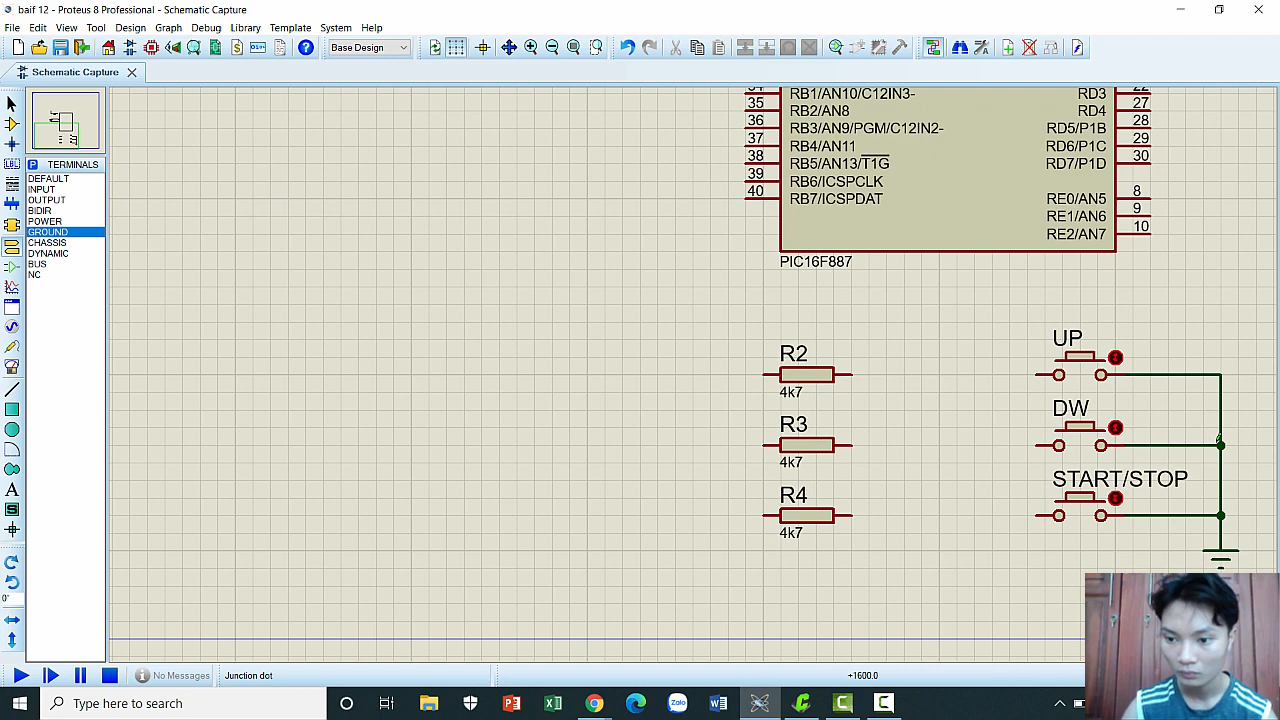 baif 12 - Proteus 8 Professional - Schematic Capture
File Edit View Tool Design Graph Debug Library Template System Help
Base Design
Schematic Capture
P TERMINALS
DEFAULT
INPUT
OUTPUT
BIDIR
POWER
GROUND
CHASSIS
DYNAMIC
BUS
NC
RB1/AN10/C12IN3- RD3
35 RB2/AN8 RD4 27
36 RB3/AN9/PGM/C12IN2- RD5/P1B 28
37 RB4/AN11 RD6/P1C 29
38 RB5/AN13/T1G RD7/P1D 30
39 RB6/ICSPCLK
40 RB7/ICSPDAT RE0/AN5 8
RE1/AN6 9
RE2/AN7 10
PIC16F887
UP
R2
4k7
DW
R3
4k7
START/STOP
R4
4k7
0°
No Messages
Junction dot
+1600.0
Type here to search
Zalo